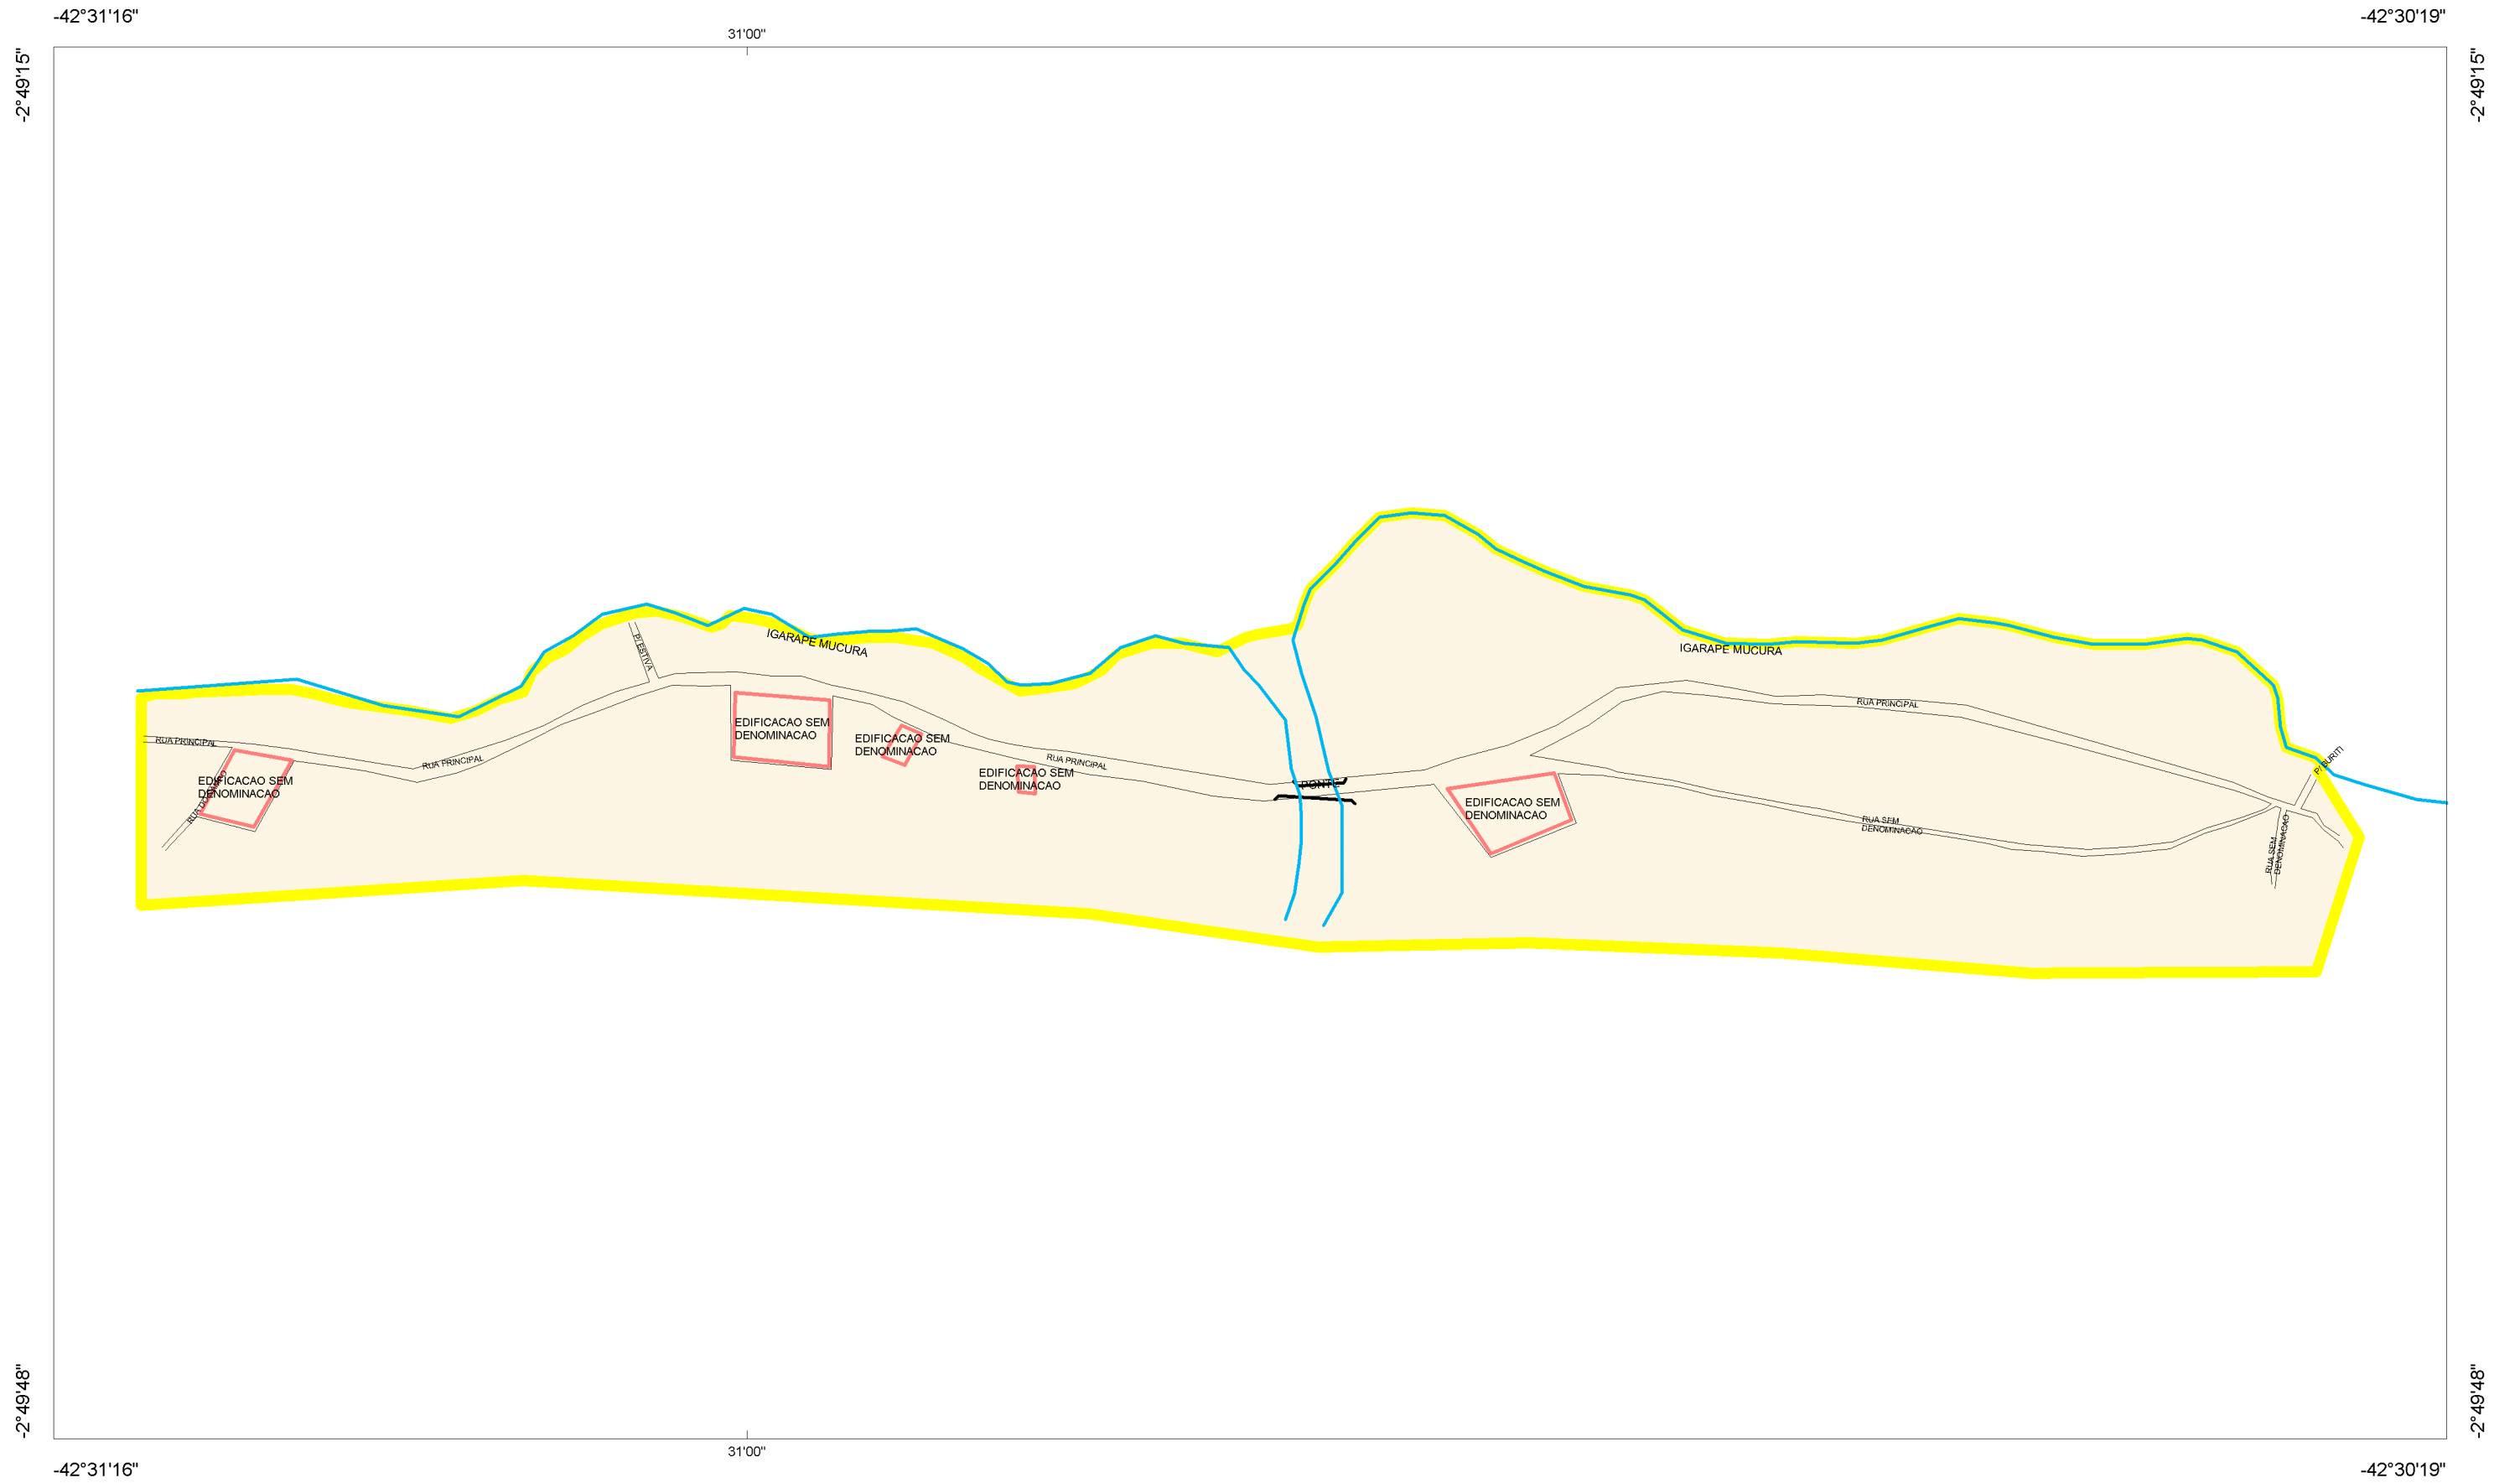 -42°31'16"
-42°30'19"
31'00"
-2°49'15"
-2°49'15"
P/ ESTIVA
IGARAPE MUCURA
IGARAPE MUCURA
RUA PRINCIPAL
EDIFICACAO SEM
DENOMINACAO
RUA PRINCIPAL
EDIFICACAO SEM
DENOMINACAO
RUA PRINCIPAL
RUA PRINCIPAL
P/ BURITI
EDIFICACAO SEM
DENOMINACAO
EDIFICACAO SEM
DENOMINACAO
RUA
PONTE
EDIFICACAO SEM
DENOMINACAO
RUA SEM
DENOMINACAO
RUA SEM
DENOMINACAO
-2°49'48"
-2°49'48"
31'00"
-42°31'16"
-42°30'19"